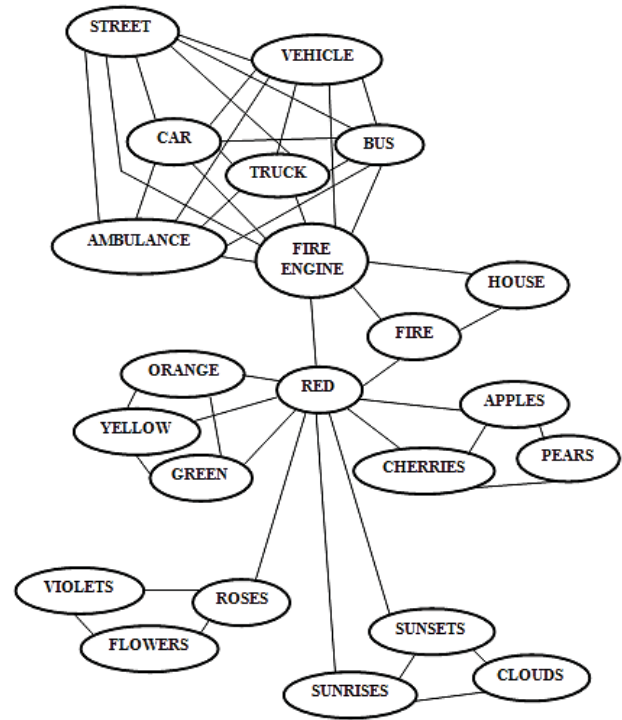 STREET
VEHICLE
CAR
BUS
TRUCK
AMBULANCE
FIRE
ENGINE
HOUSE
FIRE
ORANGE
RED
APPLES
YELLOW
PEARS
GREEN
CHERRIES
VIOLETS
ROSES
FLOWERS
SUNSETS
CLOUDS
SUNRISES